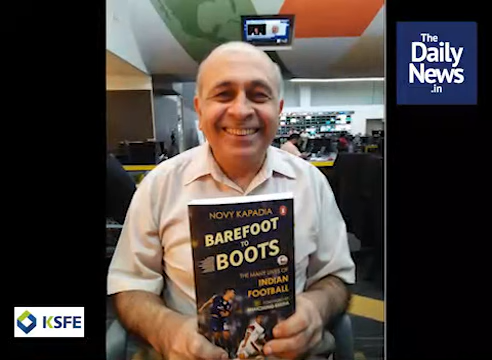 The
Daily
News
.in
NOVY KAPADIA
BAREFOOT
TO
BOOTS
THE MANY LIVES OF
INDIAN
FOOTBALL
KSFE